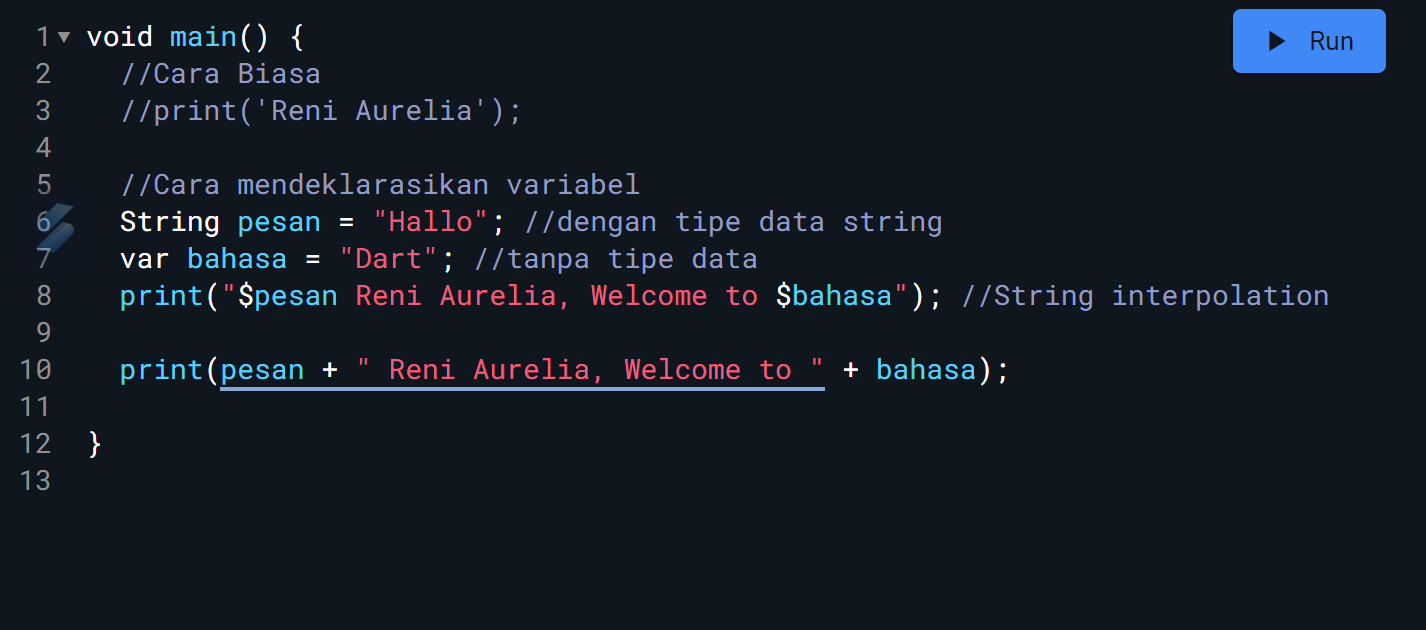 Run
1 void main() {
2 //Cara Biasa
3 //print('Reni Aurelia');
4
5 //Cara mendeklarasikan variabel
6 String pesan = "Hallo"; //dengan tipe data string
7 var bahasa = "Dart"; //tanpa tipe data
8 print("$pesan Reni Aurelia, Welcome to $bahasa"); //String interpolation
9
10 print(pesan + " Reni Aurelia, Welcome to " + bahasa);
11
12 }
13